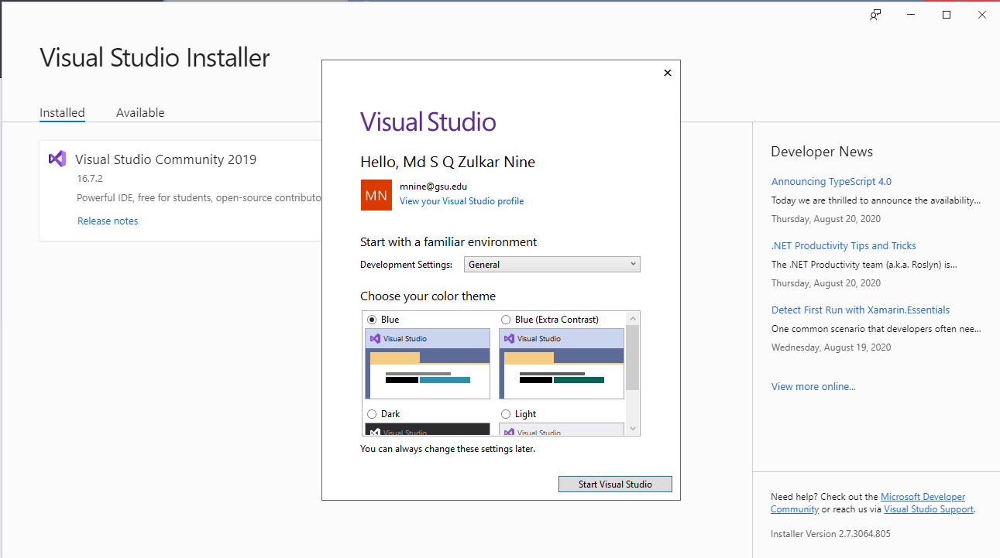 Visual Studio Installer
Installed
Available
Visual Studio Community 2019
16.7.2
Powerful IDE, free for students, open-source contributo
Release notes
Visual Studio
Hello, Md S Q Zulkar Nine
MN
mnine@gsu.edu
View your Visual Studio profile
Start with a familiar environment
Development Settings: General
Choose your color theme
Blue
Blue (Extra Contrast)
Visual Studio
Visual Studio
Dark
Light
Visual Studio
Visual Studio
You can always change these settings later.
Start Visual Studio
Developer News
Announcing TypeScript 4.0
Today we are thrilled to announce the availability...
Thursday, August 20, 2020
.NET Productivity Tips and Tricks
The .NET Productivity team (a.k.a. Roslyn) is...
Thursday, August 20, 2020
Detect First Run with Xamarin.Essentials
One common scenario that developers often nee...
Wednesday, August 19, 2020
View more online...
Need help? Check out the Microsoft Developer
Community or reach us via Visual Studio Support.
Installer Version 2.7.3064.805